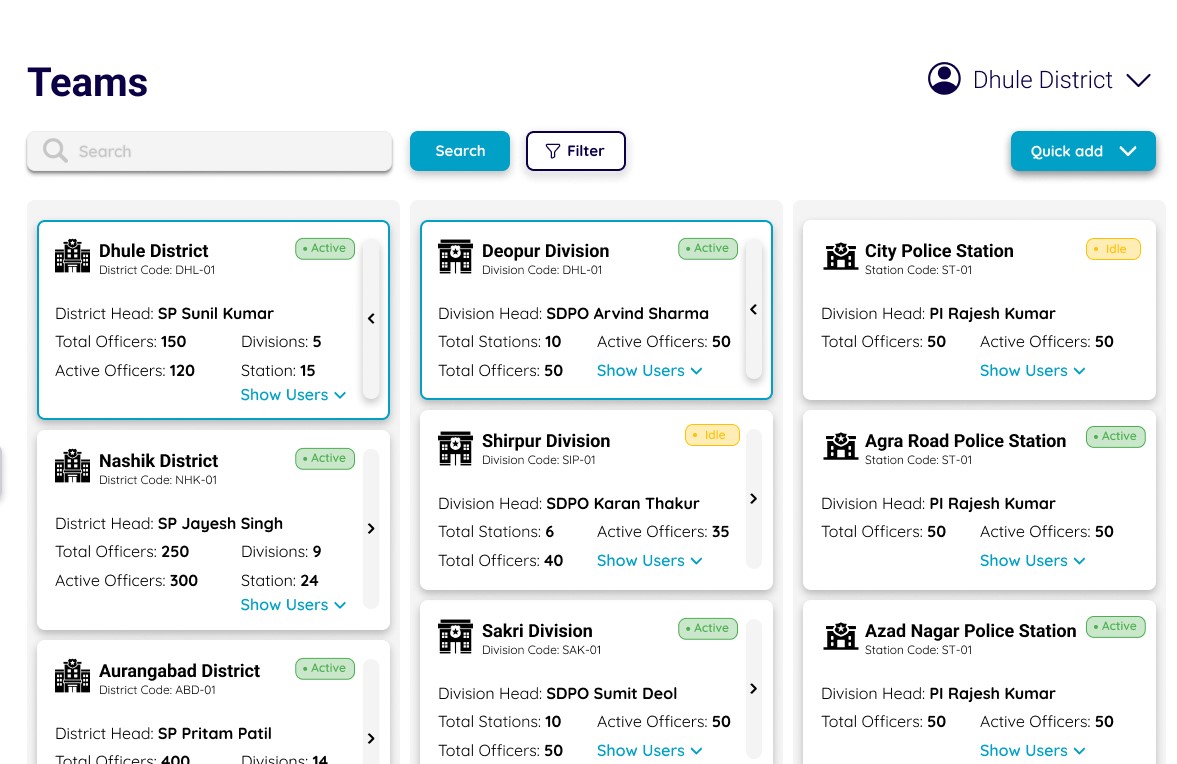 Teams
Dhule District
Search
Search
Filter
Quick add
Dhule District
Active
District Code: DHL-01
District Head: SP Sunil Kumar
Total Officers: 150 Divisions: 5
Active Officers: 120 Station: 15
Show Users
Nashik District
Active
District Code: NHK-01
District Head: SP Jayesh Singh
Total Officers: 250 Divisions: 9
Active Officers: 300 Station: 24
Show Users
Aurangabad District
Active
District Code: ABD-01
District Head: SP Pritam Patil
Total Officers: 400 Divisions: 14
Deopur Division
Active
Division Code: DHL-01
Division Head: SDPO Arvind Sharma
Total Stations: 10 Active Officers: 50
Total Officers: 50 Show Users
Shirpur Division
Idle
Division Code: SIP-01
Division Head: SDPO Karan Thakur
Total Stations: 6 Active Officers: 35
Total Officers: 40 Show Users
Sakri Division
Active
Division Code: SAK-01
Division Head: SDPO Sumit Deol
Total Stations: 10 Active Officers: 50
Total Officers: 50 Show Users
City Police Station
Idle
Station Code: ST-01
Division Head: PI Rajesh Kumar
Total Officers: 50 Active Officers: 50
Show Users
Agra Road Police Station
Active
Station Code: ST-01
Division Head: PI Rajesh Kumar
Total Officers: 50 Active Officers: 50
Show Users
Azad Nagar Police Station
Active
Station Code: ST-01
Division Head: PI Rajesh Kumar
Total Officers: 50 Active Officers: 50
Show Users